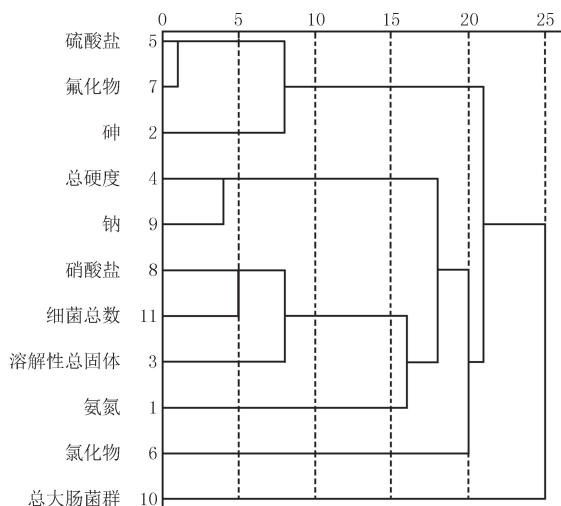 0 5 10 15 20 25
硫酸盐 5
氟化物 7
砷 2
总硬度 4
钠 9
硝酸盐 8
细菌总数 11
溶解性总固体 3
氨氮 1
氯化物 6
总大肠菌群 10